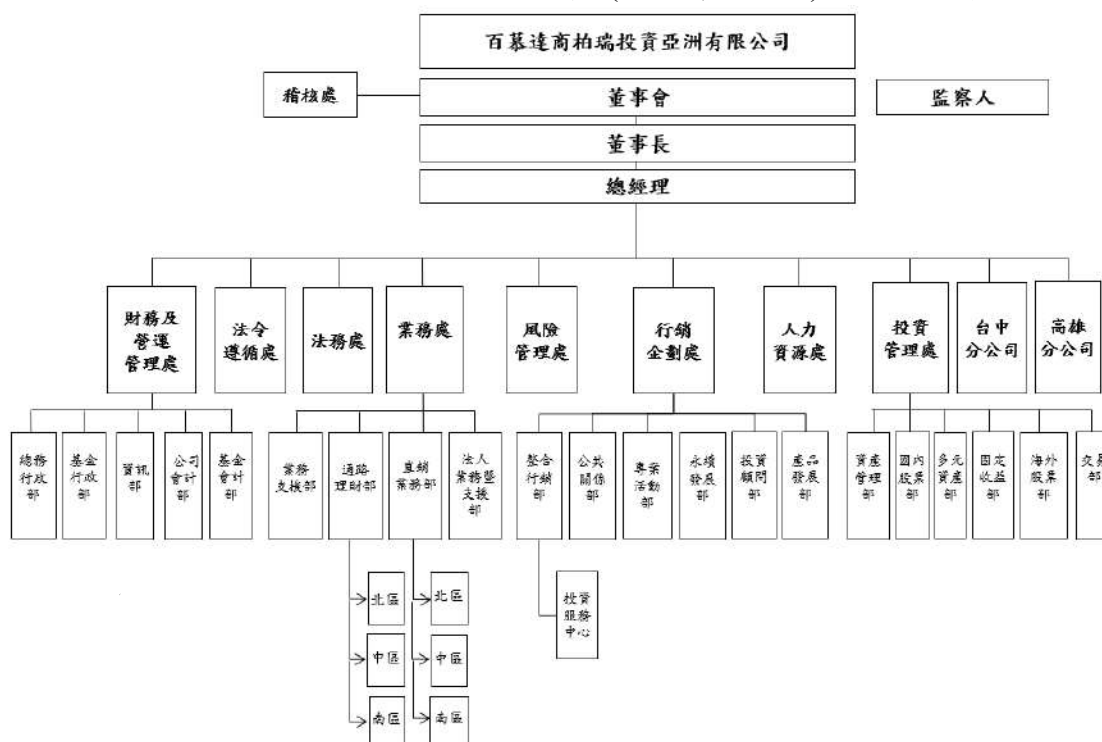 百慕達商柏瑞投資亞洲有限公司
稽核處
董事會
監察人
董事長
總經理
財務及
營運
管理處
法令
遵循處
法務處
業務處
風險
管理處
行銷
企劃處
人力
資源處
投資
管理處
台中
分公司
高雄
分公司
總務
行政
部
基金
行政
部
資訊
部
公司
會計
部
基金
會計
部
業務
支援部
通路
理財部
直銷
業務部
法人
業務暨
支援
部
整合
行銷
部
公共
關係
部
專業
活動
部
永續
發展
部
投資
顧問
部
產品
發展
部
資產
管理
部
國內
股票
部
多元
資產
部
固定
收益
部
海外
股票
部
交易
部
北區
北區
投資
服務
中心
中區
中區
南區
南區